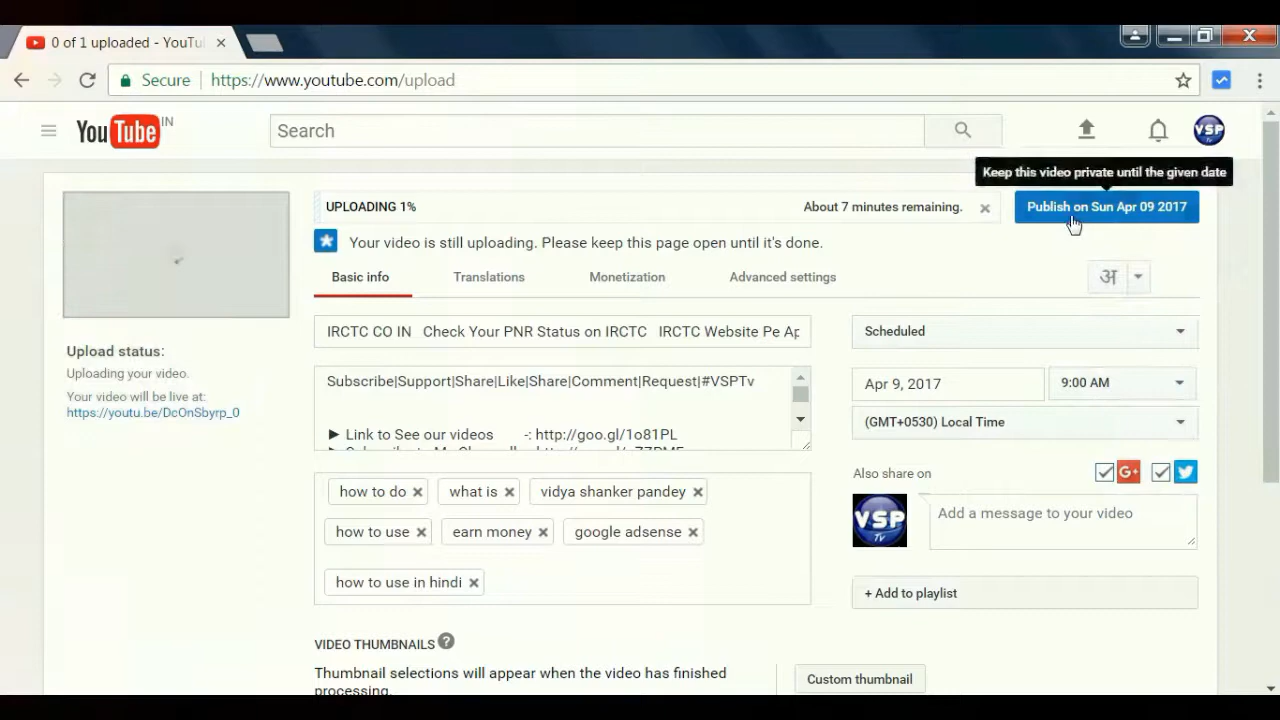 0 of 1 uploaded - YouTu
Secure
https://www.youtube.com/upload
YouTube IN
Search
VSP
Tv
Keep this video private until the given date
UPLOADING 1%
About 7 minutes remaining.
Publish on Sun Apr 09 2017
Your video is still uploading. Please keep this page open until it's done.
Basic info
Translations
Monetization
Advanced settings
अ
IRCTC CO IN Check Your PNR Status on IRCTC IRCTC Website Pe Ap
Scheduled
Upload status:
Uploading your video.
Your video will be live at:
https://youtu.be/DcOnSbyrp_0
Subscribe|Support|Share|Like|Share|Comment|Request|#VSPTv
► Link to See our videos -: http://goo.gl/1o81PL
Apr 9, 2017
9:00 AM
(GMT+0530) Local Time
Also share on
G+
how to do
what is
vidya shanker pandey
how to use
earn money
google adsense
how to use in hindi
VSP
Tv
Add a message to your video
+ Add to playlist
VIDEO THUMBNAILS ?
Thumbnail selections will appear when the video has finished
processing.
Custom thumbnail